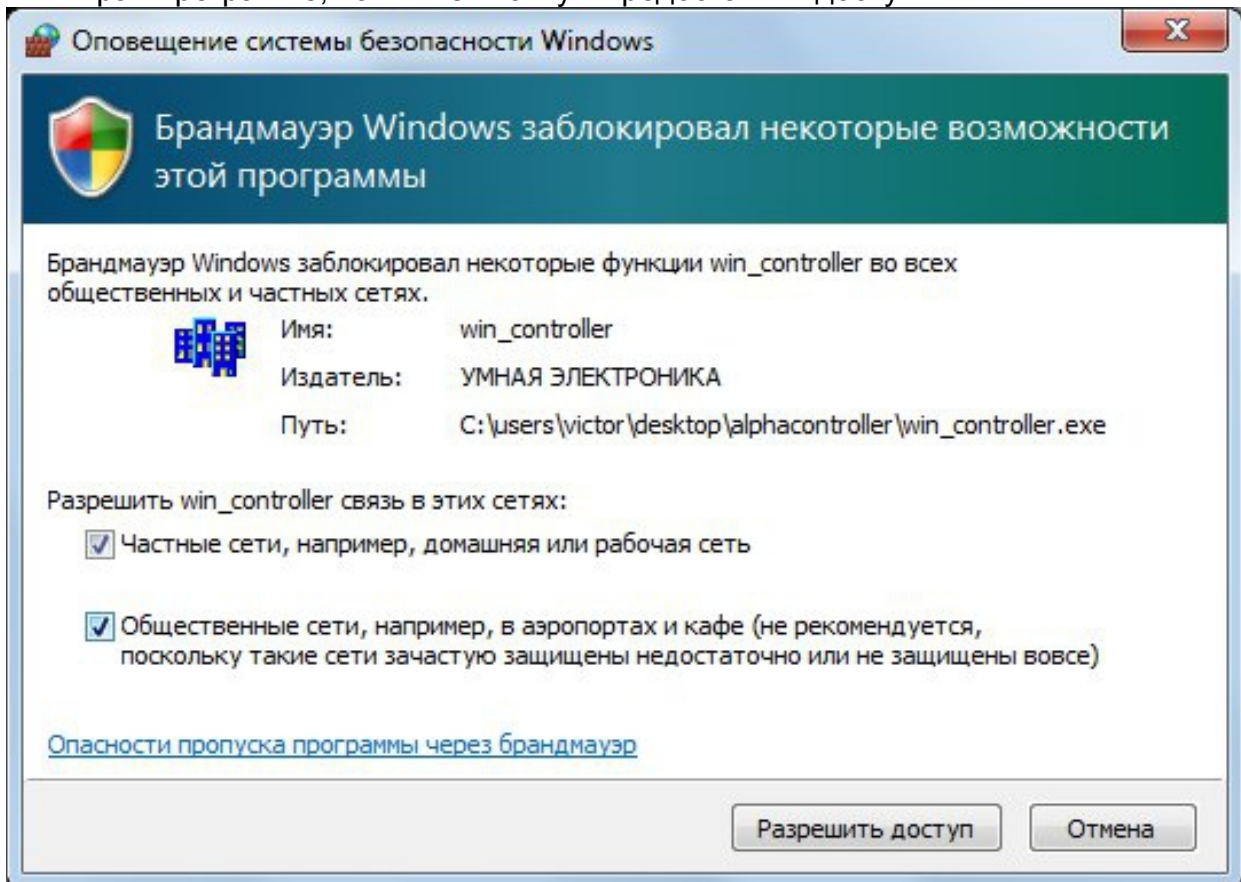 Оповещение системы безопасности Windows
Брандмауэр Windows заблокировал некоторые возможности
этой программы
Брандмауэр Windows заблокировал некоторые функции win_controller во всех
общественных и частных сетях.
Имя: win_controller
Издатель: УМНАЯ ЭЛЕКТРОНИКА
Путь: C:\users\victor\desktop\alphacontroller\win_controller.exe
Разрешить win_controller связь в этих сетях:
Частные сети, например, домашняя или рабочая сеть
Общественные сети, например, в аэропортах и кафе (не рекомендуется,
поскольку такие сети зачастую защищены недостаточно или не защищены вовсе)
Опасности пропуска программы через брандмауэр
Разрешить доступ Отмена